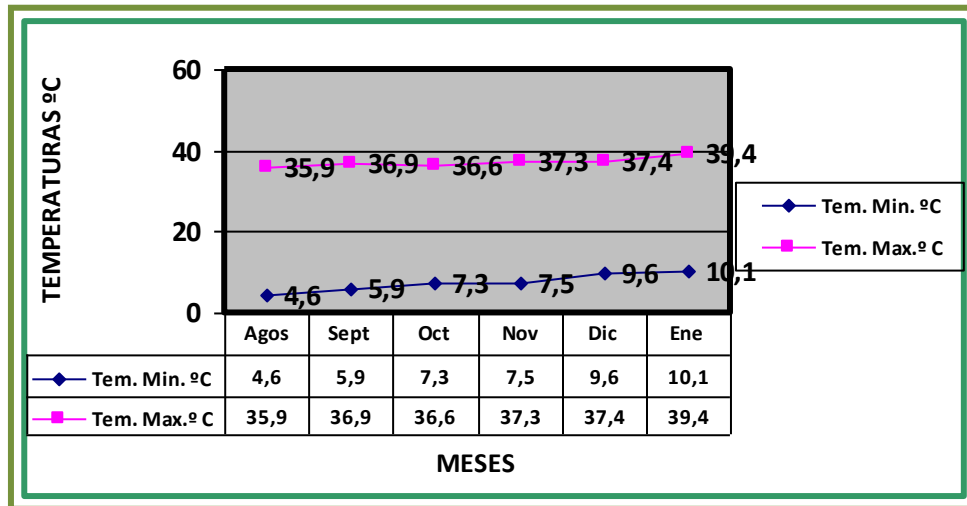 TEMPERATURAS ºC
60
40
20
0
35,9 36,9 36,6 37,3 37,4 39,4
4,6 5,9 7,3 7,5 9,6 10,1
Tem. Min. ºC
Tem. Max.º C
Agos Sept Oct Nov Dic Ene
Tem. Min. ºC 4,6 5,9 7,3 7,5 9,6 10,1
Tem. Max.º C 35,9 36,9 36,6 37,3 37,4 39,4
MESES